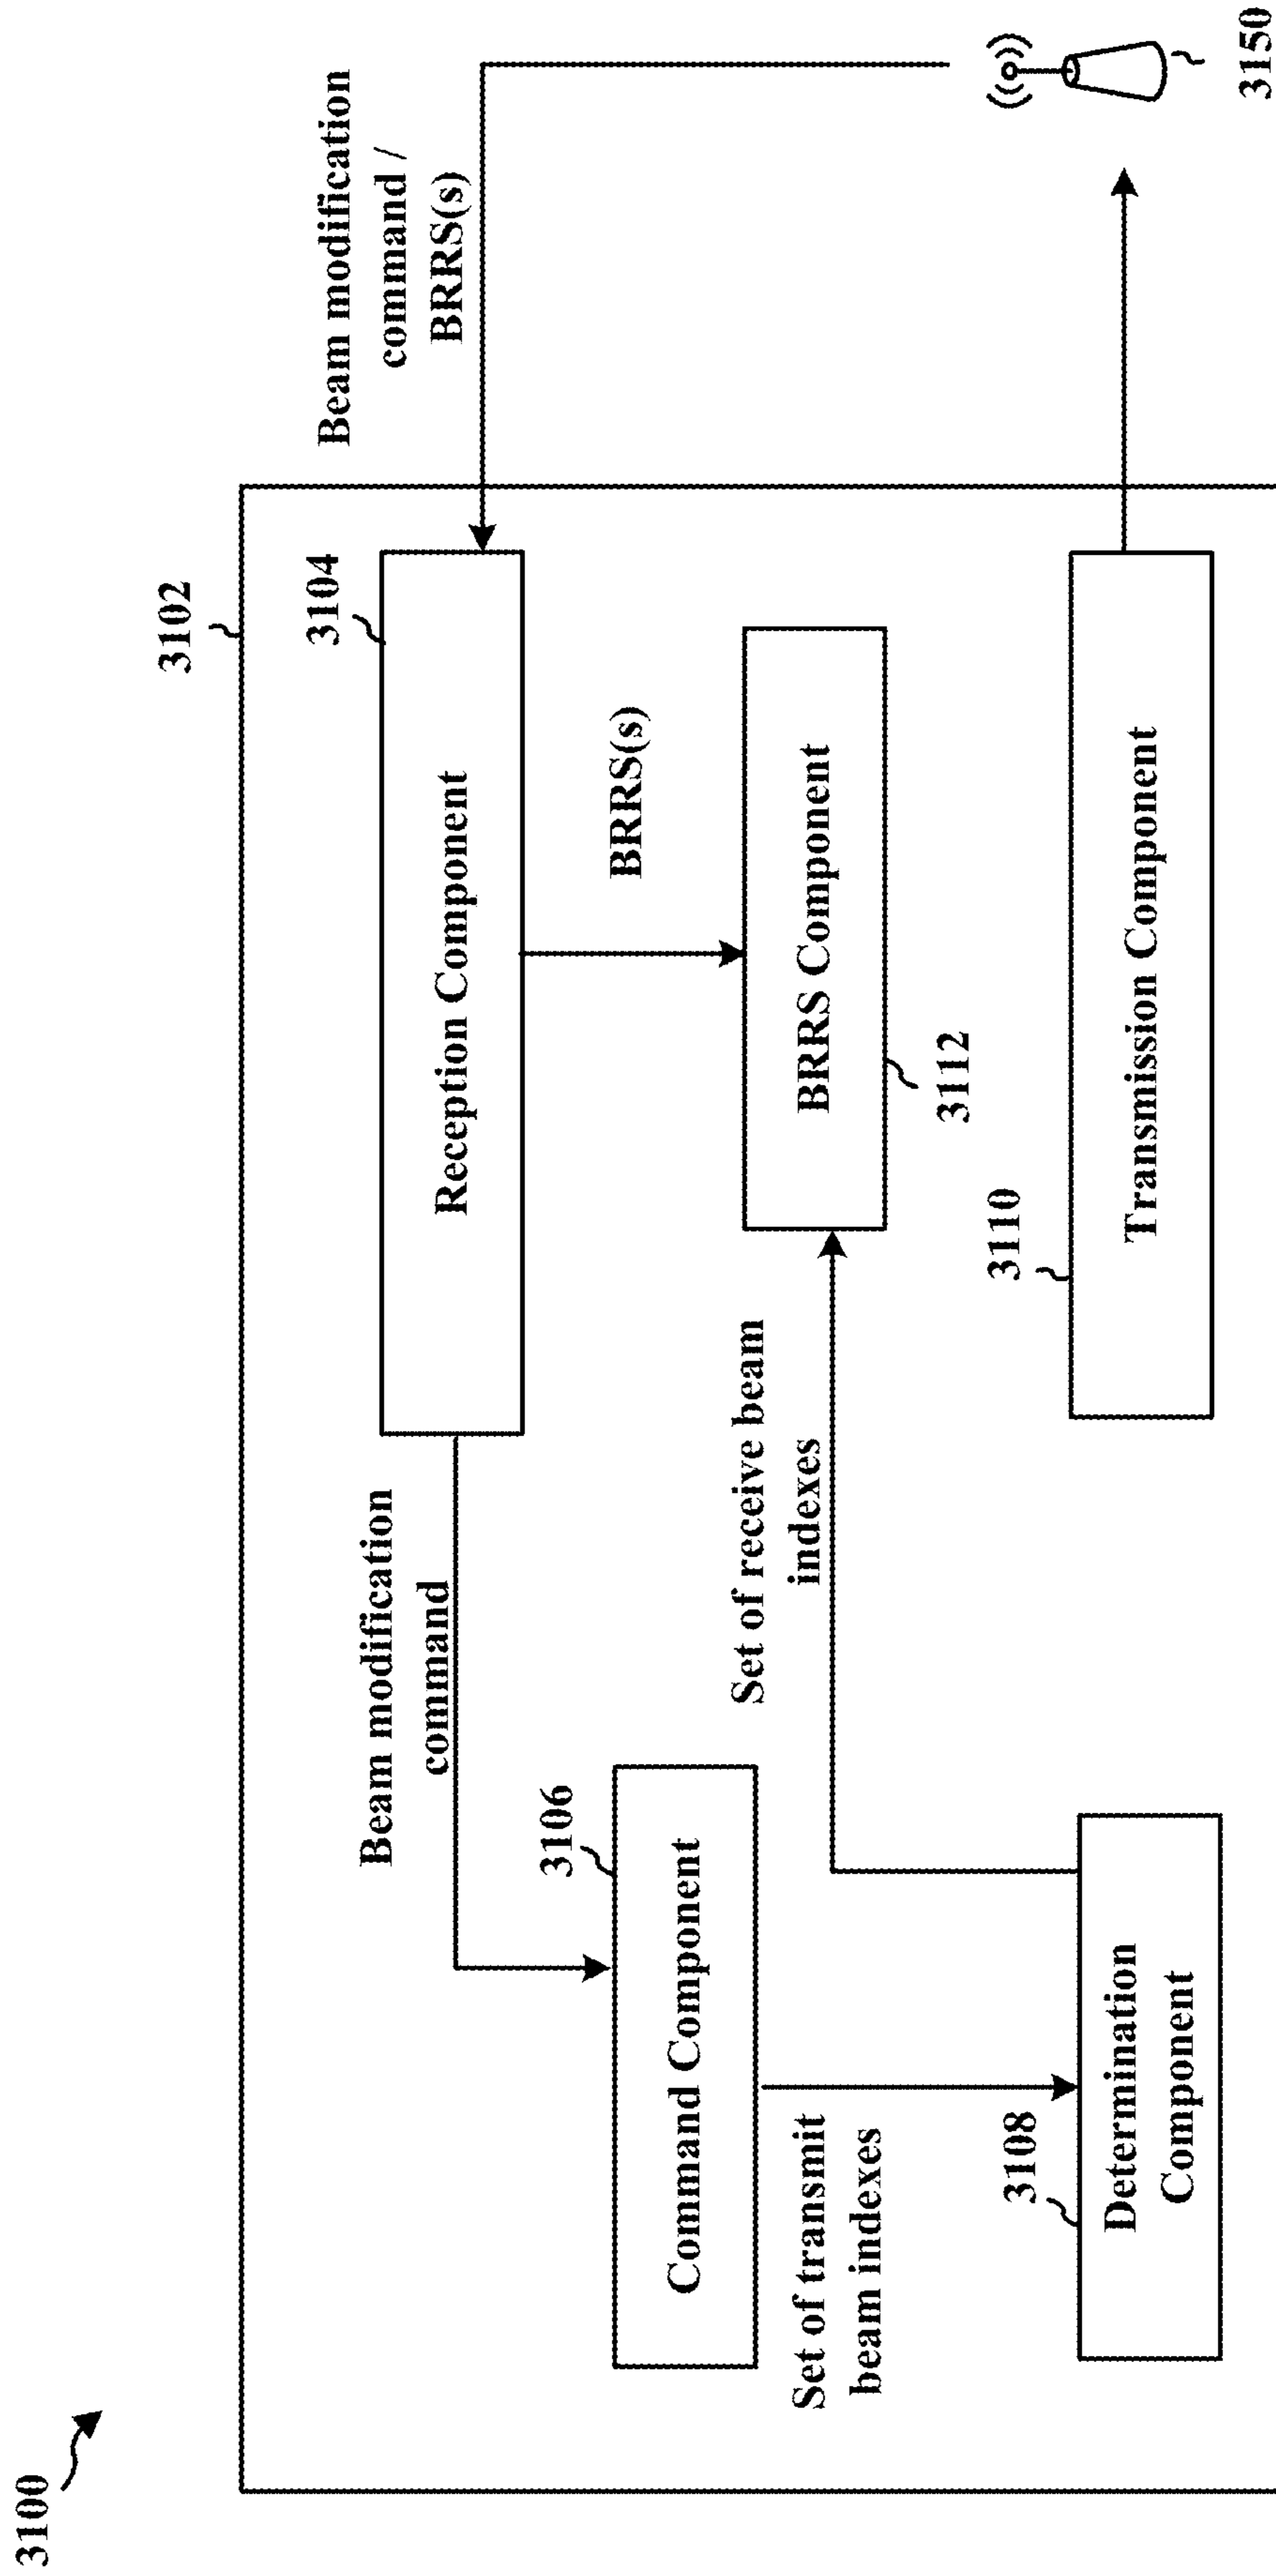 3100
3102
Beam modification
command /
BRRS(s)
3104
Reception Component
Beam modification
command
BRRS(s)
3106
Command Component
Set of receive beam
indexes
BRRS Component
3112
Set of transmit
beam indexes
3108
Determination
Component
3110
Transmission Component
3150